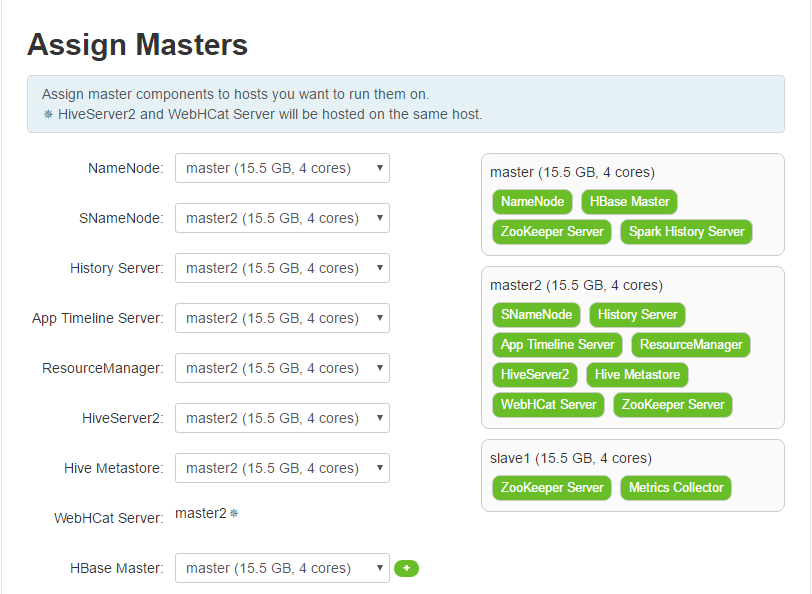 Assign Masters
Assign master components to hosts you want to run them on.
✵ HiveServer2 and WebHCat Server will be hosted on the same host.
NameNode: master (15.5 GB, 4 cores)
SNameNode: master2 (15.5 GB, 4 cores)
History Server: master2 (15.5 GB, 4 cores)
App Timeline Server: master2 (15.5 GB, 4 cores)
ResourceManager: master2 (15.5 GB, 4 cores)
HiveServer2: master2 (15.5 GB, 4 cores)
Hive Metastore: master2 (15.5 GB, 4 cores)
WebHCat Server: master2✵
HBase Master: master (15.5 GB, 4 cores) +
master (15.5 GB, 4 cores)
NameNode HBase Master
ZooKeeper Server Spark History Server
master2 (15.5 GB, 4 cores)
SNameNode History Server
App Timeline Server ResourceManager
HiveServer2 Hive Metastore
WebHCat Server ZooKeeper Server
slave1 (15.5 GB, 4 cores)
ZooKeeper Server Metrics Collector